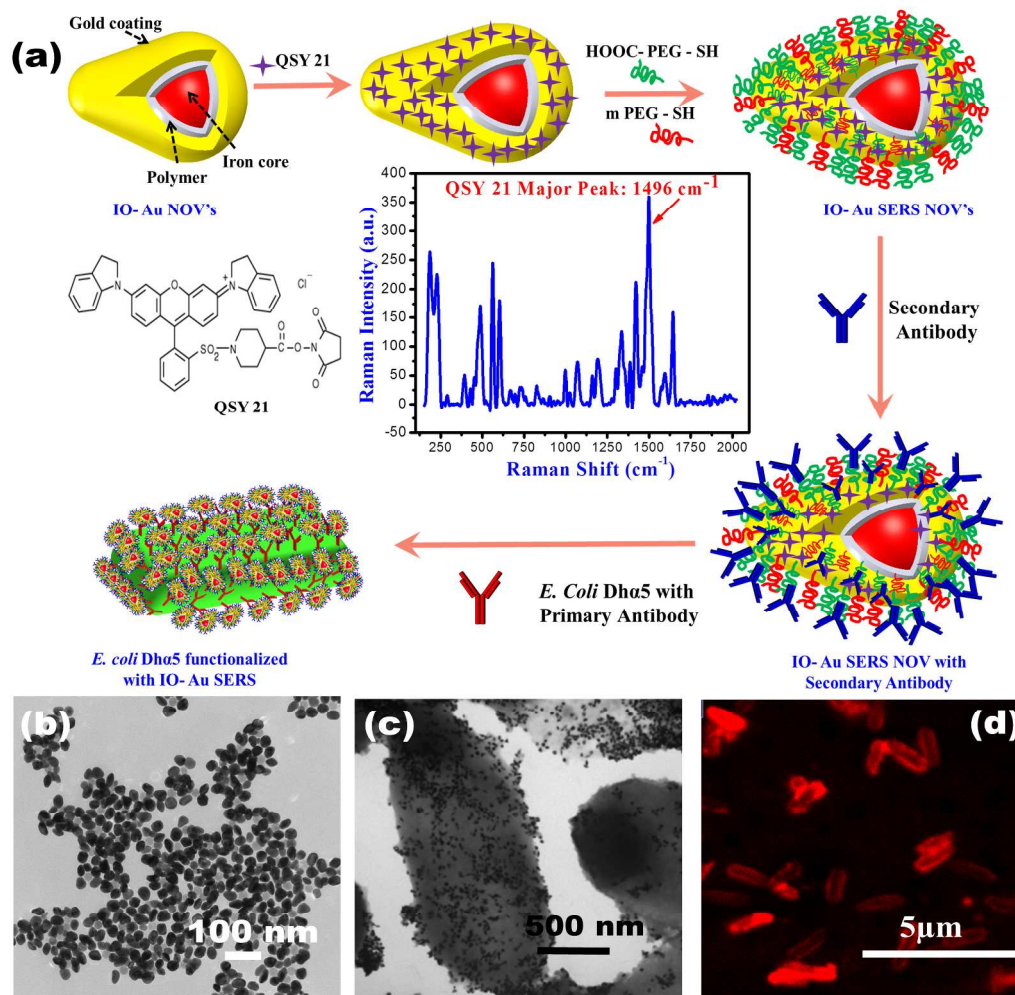 (a)
Gold coating
QSY 21
HOOC- PEG - SH
m PEG - SH
Polymer
Iron core
IO- Au NOV's
IO- Au SERS NOV's
QSY 21 Major Peak: 1496 cm-1
Raman Intensity (a.u.)
400
350
300
250
200
150
100
50
0
-50
250 500 750 1000 1250 1500 1750 2000
Raman Shift (cm-1)
N
O
N
+
Cl−
SO2
N
O
C
O
N
O
O
QSY 21
Secondary
Antibody
E. Coli Dhα5 with
Primary Antibody
E. coli Dhα5 functionalized
with IO- Au SERS
IO- Au SERS NOV with
Secondary Antibody
(b)
100 nm
(c)
500 nm
(d)
5µm